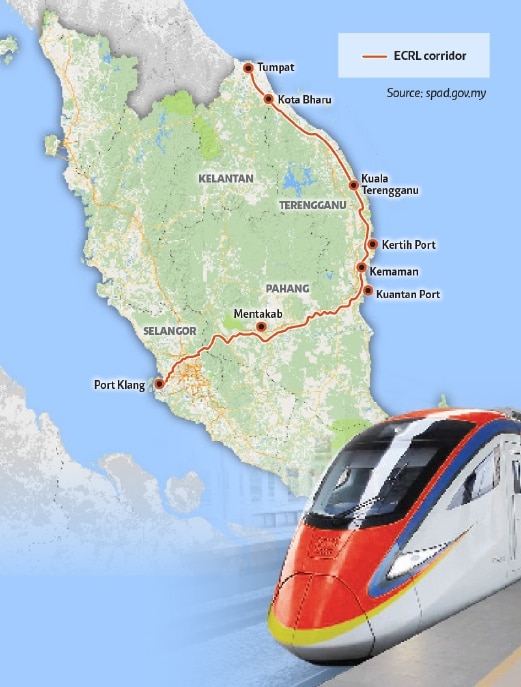 ECRL corridor
Source: spad.gov.my
Tumpat
Kota Bharu
KELANTAN
Kuala
Terengganu
TERENGGANU
Kertih Port
Kemaman
PAHANG
Kuantan Port
Mentakab
SELANGOR
Port Klang